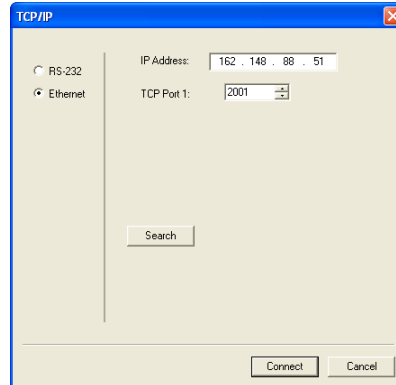 TCP/IP
RS-232
Ethernet
IP Address: 162 . 148 . 88 . 51
TCP Port 1: 2001
Search
Connect Cancel